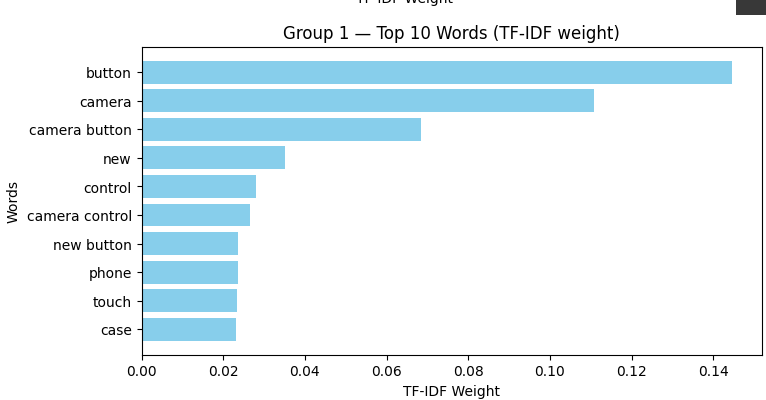 TF-IDF Weight
Group 1 — Top 10 Words (TF-IDF weight)
button
camera
camera button
new
control
camera control
new button
phone
touch
case
Words
0.00 0.02 0.04 0.06 0.08 0.10 0.12 0.14
TF-IDF Weight